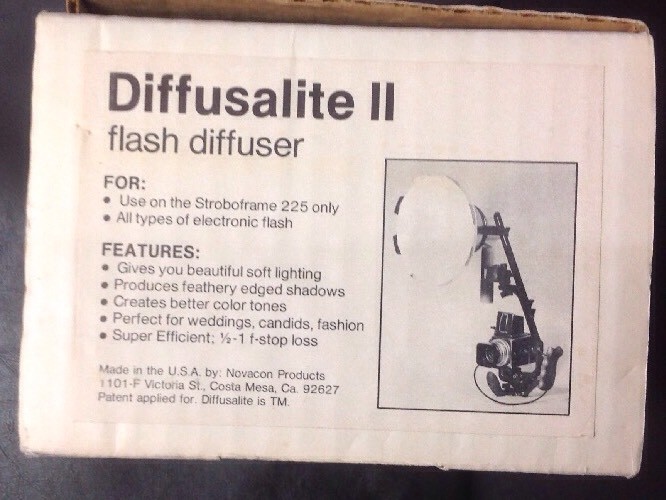 Diffusalite II
flash diffuser
FOR:
• Use on the Stroboframe 225 only
• All types of electronic flash
FEATURES:
• Gives you beautiful soft lighting
• Produces feathery edged shadows
• Creates better color tones
• Perfect for weddings, candids, fashion
• Super Efficient; ½-1 f-stop loss
Made in the U.S.A. by: Novacon Products
1101-F Victoria St., Costa Mesa, Ca. 92627
Patent applied for. Diffusalite is TM.